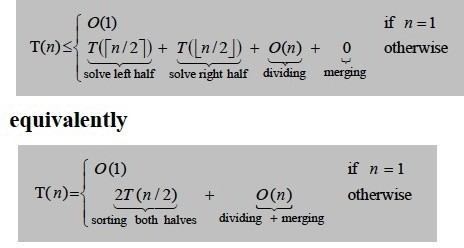 O(1) if n = 1
T(n)≤{ T(⌈n/2⌉) + T(⌊n/2⌋) + O(n) + 0 otherwise
solve left half solve right half dividing merging
equivalently
O(1) if n = 1
T(n)={ 2T(n/2) + O(n) otherwise
sorting both halves dividing + merging